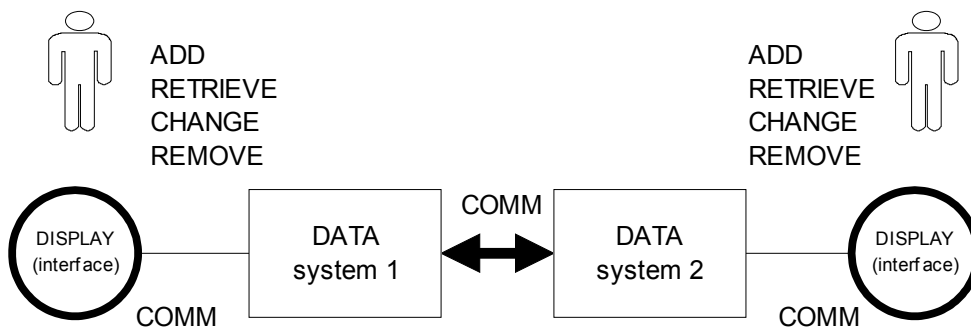 ADD
RETRIEVE
CHANGE
REMOVE
ADD
RETRIEVE
CHANGE
REMOVE
DISPLAY
(interface)
COMM
DATA
system 1
COMM
DATA
system 2
COMM
DISPLAY
(interface)